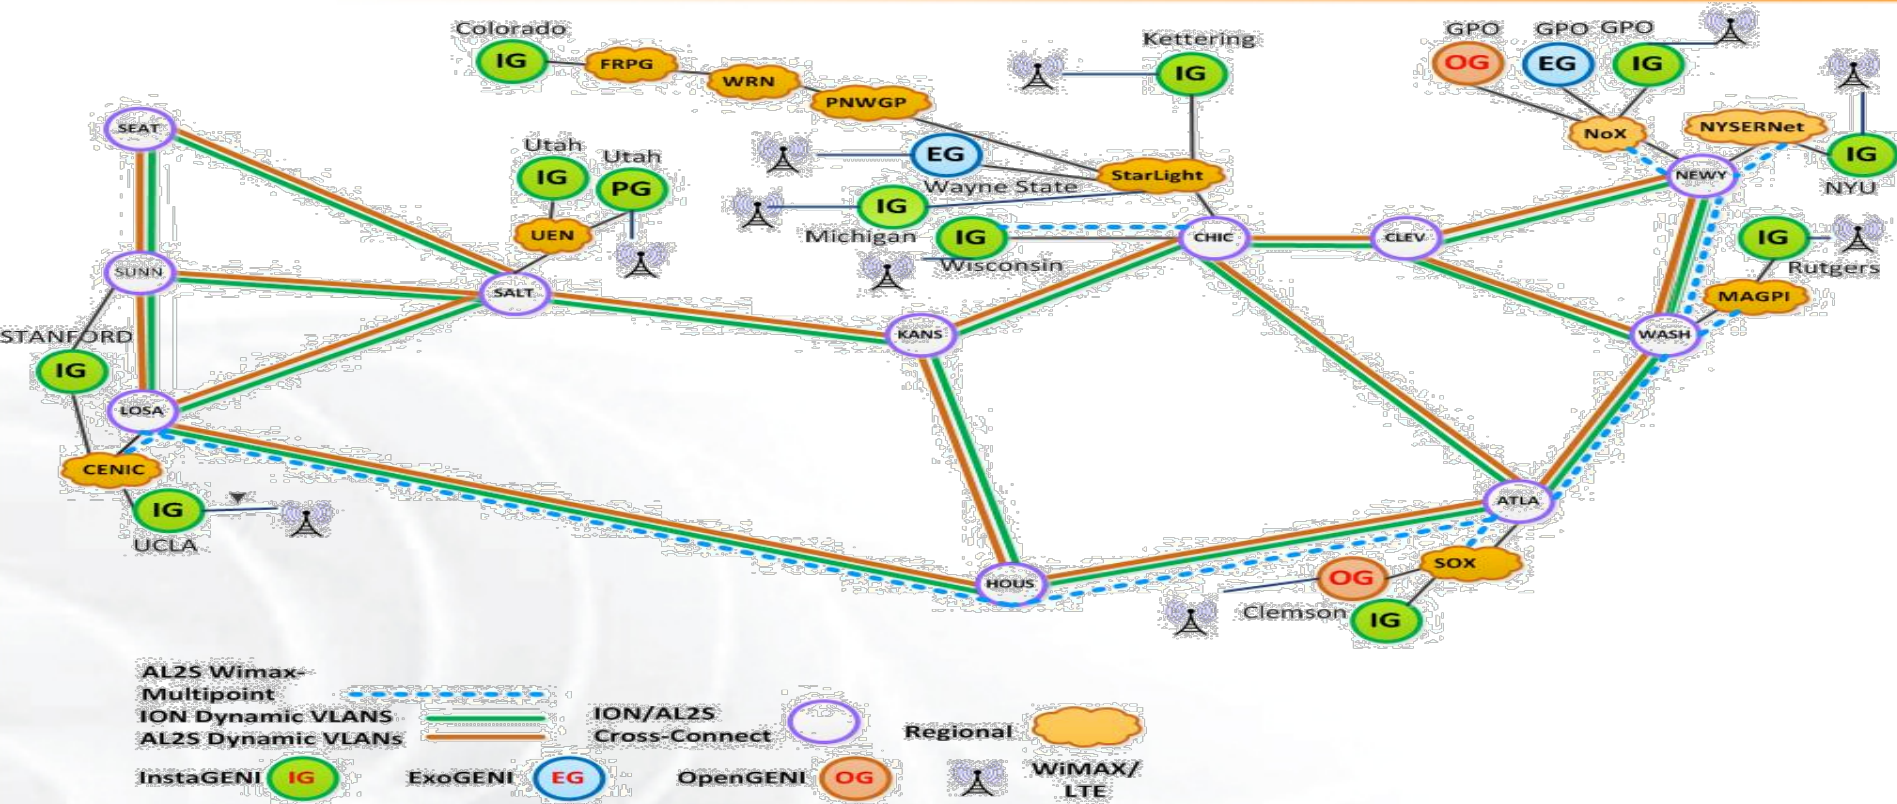 Colorado
IG
FRPG
WRN
PNWGP
Kettering
IG
GPO
GPO
GPO
OG
EG
IG
NoX
NYSERNet
IG
NYU
NEWY
SEAT
Utah
IG
Utah
PG
UEN
EG
Wayne State
StarLight
IG
Michigan
IG
Wisconsin
CHIC
CLEV
IG
Rutgers
MAGPI
SUNN
SALT
KANS
WASH
STANFORD
IG
LOSA
CENIC
IG
UCLA
HOUS
ATLA
SOX
OG
Clemson
IG
AL2S Wimax-
Multipoint
ION Dynamic VLANS
AL2S Dynamic VLANs
ION/AL2S
Cross-Connect
Regional
InstaGENI
IG
ExoGENI
EG
OpenGENI
OG
WiMAX/
LTE